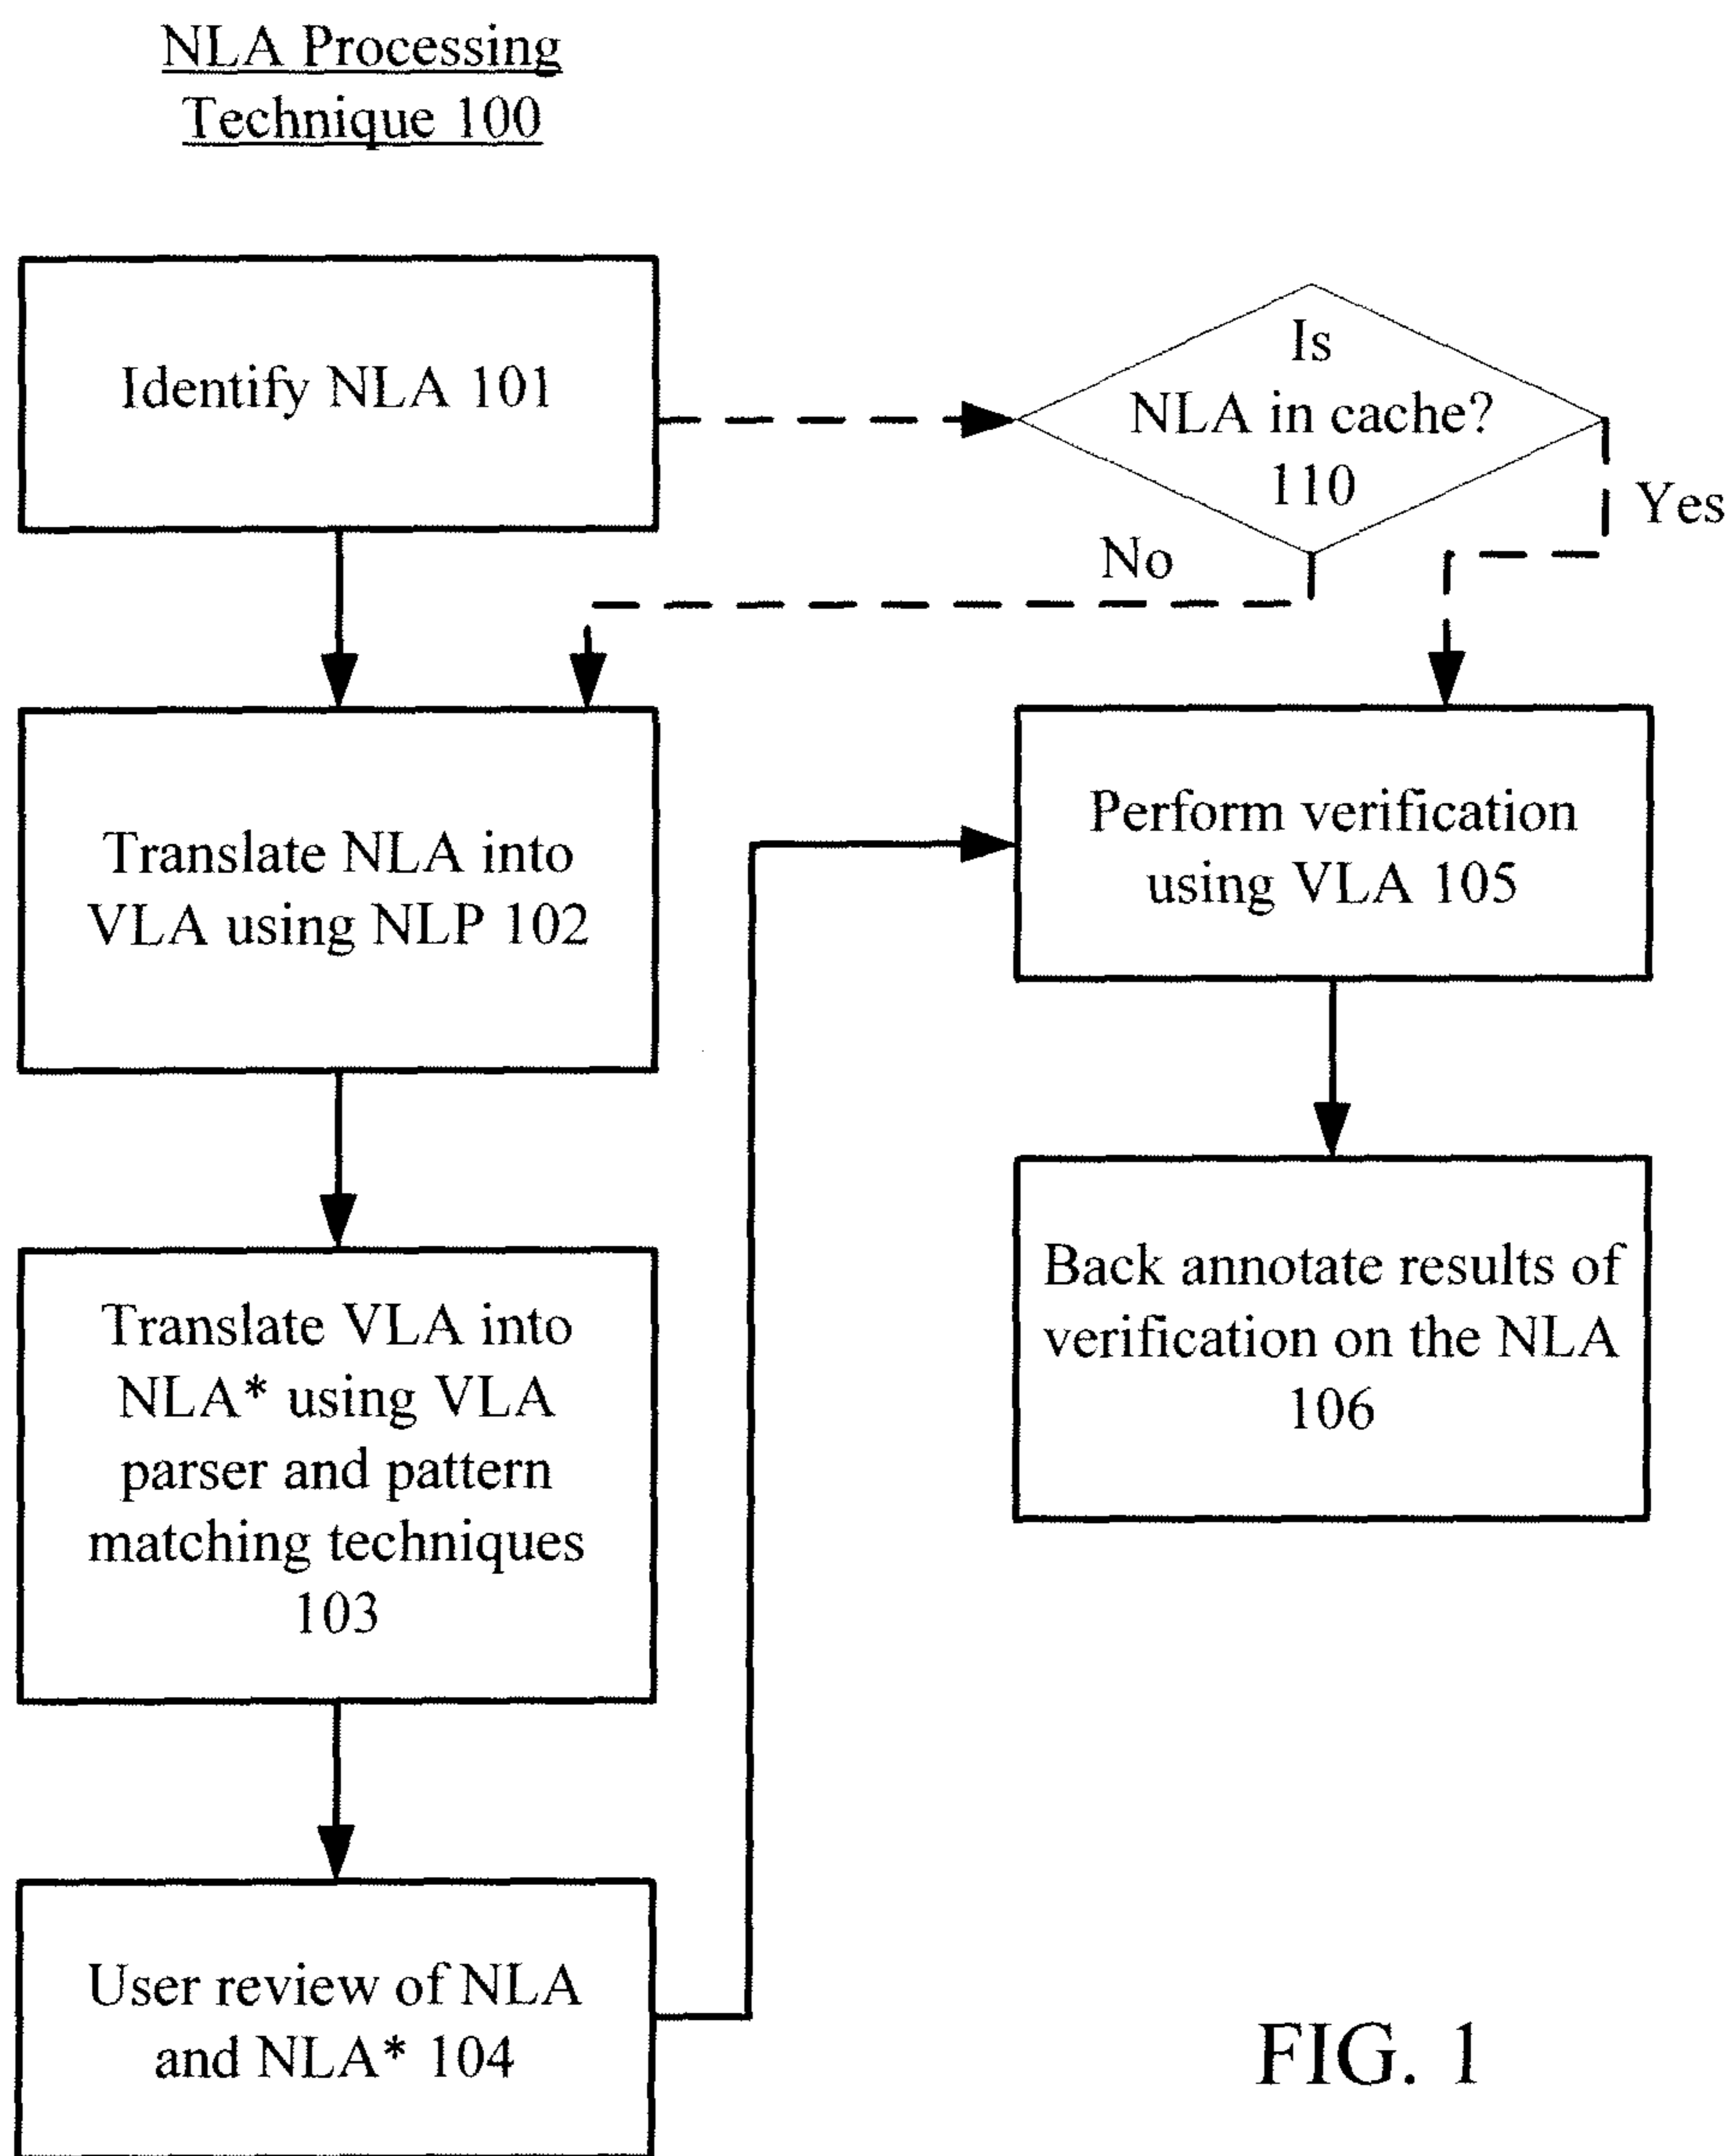 NLA Processing
Technique 100
Identify NLA 101
Is
NLA in cache?
110
Yes
No
Translate NLA into
VLA using NLP 102
Perform verification
using VLA 105
Translate VLA into
NLA* using VLA
parser and pattern
matching techniques
103
Back annotate results of
verification on the NLA
106
User review of NLA
and NLA* 104
FIG. 1